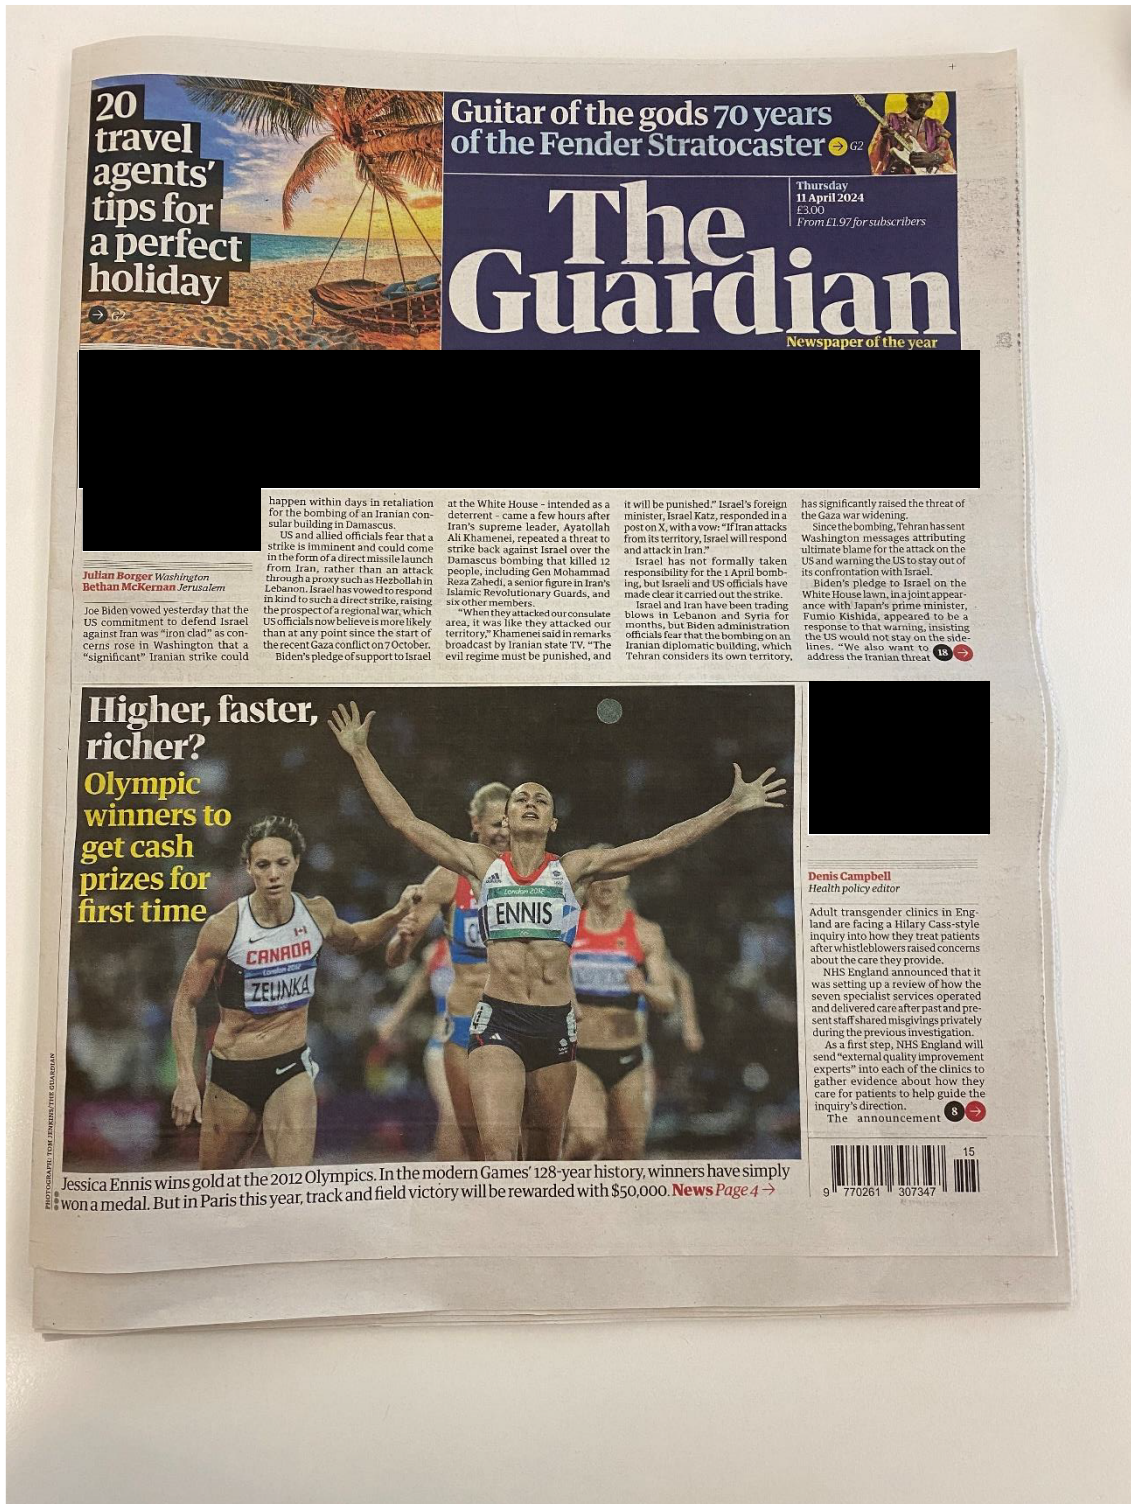 20
travel
agents’
tips for
a perfect
holiday
G2
Guitar of the gods 70 years
of the Fender Stratocaster G2
The
Guardian
Thursday
11 April 2024
£3.00
From £1.97 for subscribers
Newspaper of the year
Julian Borger Washington
Bethan McKernan Jerusalem
Joe Biden vowed yesterday that the
US commitment to defend Israel
against Iran was “iron clad” as con-
cerns rose in Washington that a
“significant” Iranian strike could
happen within days in retaliation
for the bombing of an Iranian con-
sular building in Damascus.
US and allied officials fear that a
strike is imminent and could come
in the form of a direct missile launch
from Iran, rather than an attack
through a proxy such as Hezbollah in
Lebanon. Israel has vowed to respond
in kind to such a direct strike, raising
the prospect of a regional war, which
US officials now believe is more likely
than at any point since the start of
the recent Gaza conflict on 7 October.
Biden’s pledge of support to Israel
at the White House – intended as a
deterrent – came a few hours after
Iran’s supreme leader, Ayatollah
Ali Khamenei, repeated a threat to
strike back against Israel over the
Damascus bombing that killed 12
people, including Gen Mohammad
Reza Zahedi, a senior figure in Iran’s
Islamic Revolutionary Guards, and
six other members.
“When they attacked our consulate
area, it was like they attacked our
territory,” Khamenei said in remarks
broadcast by Iranian state TV. “The
evil regime must be punished, and
it will be punished.” Israel’s foreign
minister, Israel Katz, responded in a
post on X, with a vow: “If Iran attacks
from its territory, Israel will respond
and attack in Iran.”
Israel has not formally taken
responsibility for the 1 April bomb-
ing, but Israeli and US officials have
made clear it carried out the strike.
Israel and Iran have been trading
blows in Lebanon and Syria for
months, but Biden administration
officials fear that the bombing on an
Iranian diplomatic building, which
Tehran considers its own territory,
has significantly raised the threat of
the Gaza war widening.
Since the bombing, Tehran has sent
Washington messages attributing
ultimate blame for the attack on the
US and warning the US to stay out of
its confrontation with Israel.
Biden’s pledge to Israel on the
White House lawn, in a joint appear-
ance with Japan’s prime minister,
Fumio Kishida, appeared to be a
response to that warning, insisting
the US would not stay on the side-
lines. “We also want to
address the Iranian threat 18
Higher, faster,
richer?
Olympic
winners to
get cash
prizes for
first time
CANADA
London 2012
ZELINKA
adidas
London 2012
ENNIS
PHOTOGRAPH: TOM JENKINS/THE GUARDIAN
Jessica Ennis wins gold at the 2012 Olympics. In the modern Games’ 128-year history, winners have simply
won a medal. But in Paris this year, track and field victory will be rewarded with $50,000. News Page 4
Denis Campbell
Health policy editor
Adult transgender clinics in Eng-
land are facing a Hilary Cass-style
inquiry into how they treat patients
after whistleblowers raised concerns
about the care they provide.
NHS England announced that it
was setting up a review of how the
seven specialist services operated
and delivered care after past and pre-
sent staff shared misgivings privately
during the previous investigation.
As a first step, NHS England will
send “external quality improvement
experts” into each of the clinics to
gather evidence about how they
care for patients to help guide the
inquiry’s direction.
The announcement 8
15
9 770261 307347